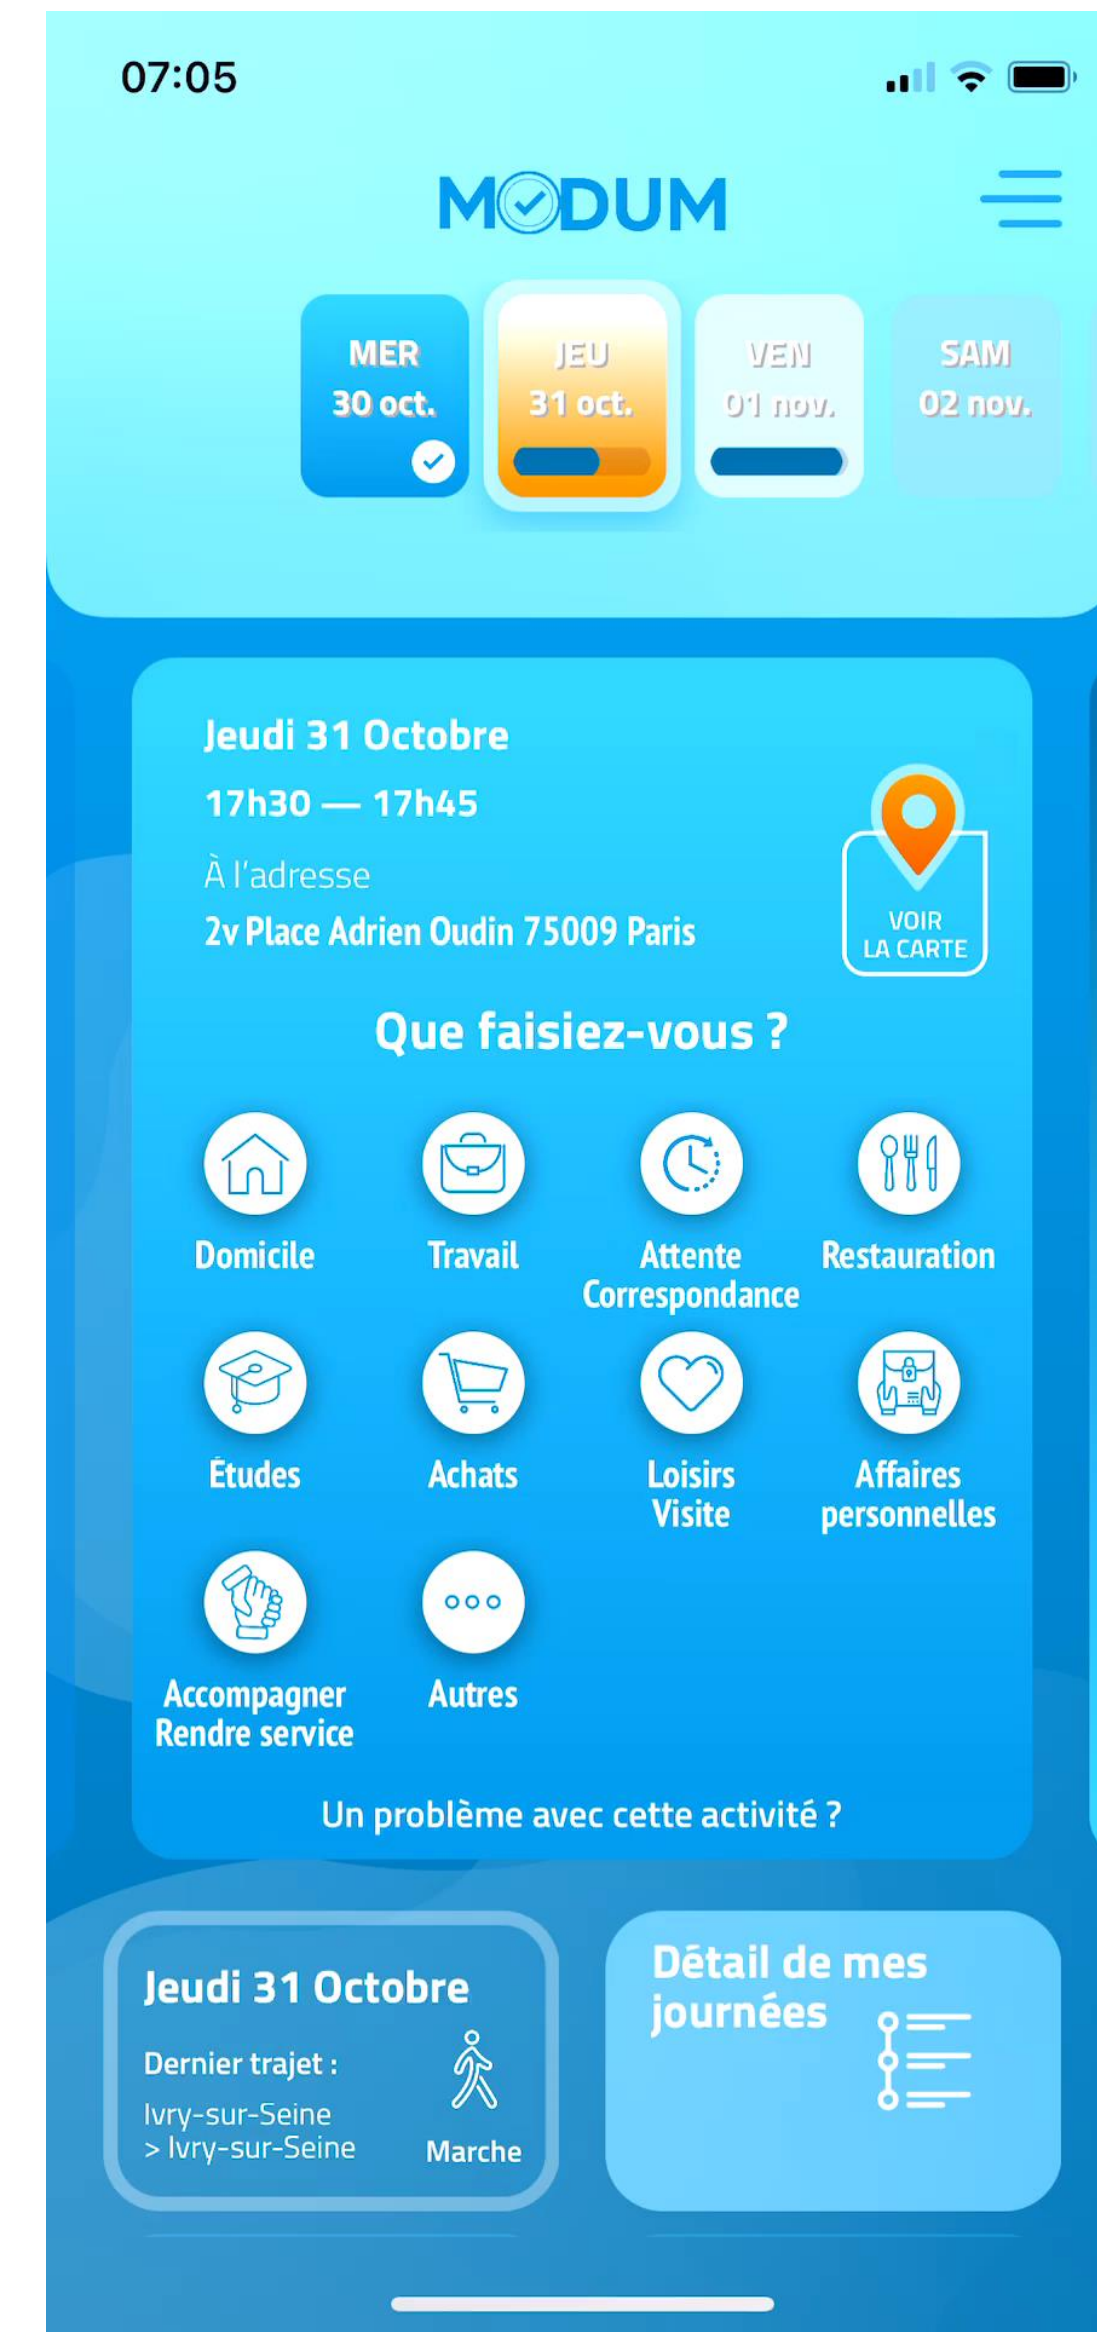 07:05
MODUM
MER
30 oct.
JEU
31 oct.
VEN
01 nov.
SAM
02 nov.
Jeudi 31 Octobre
17h30 — 17h45
À l'adresse
2v Place Adrien Oudin 75009 Paris
VOIR
LA CARTE
Que faisiez-vous ?
Domicile
Travail
Attente
Correspondance
Restauration
Études
Achats
Loisirs
Visite
Affaires
personnelles
Accompagner
Rendre service
Autres
Un problème avec cette activité ?
Jeudi 31 Octobre
Dernier trajet :
Ivry-sur-Seine
> Ivry-sur-Seine
Marche
Détail de mes
journées